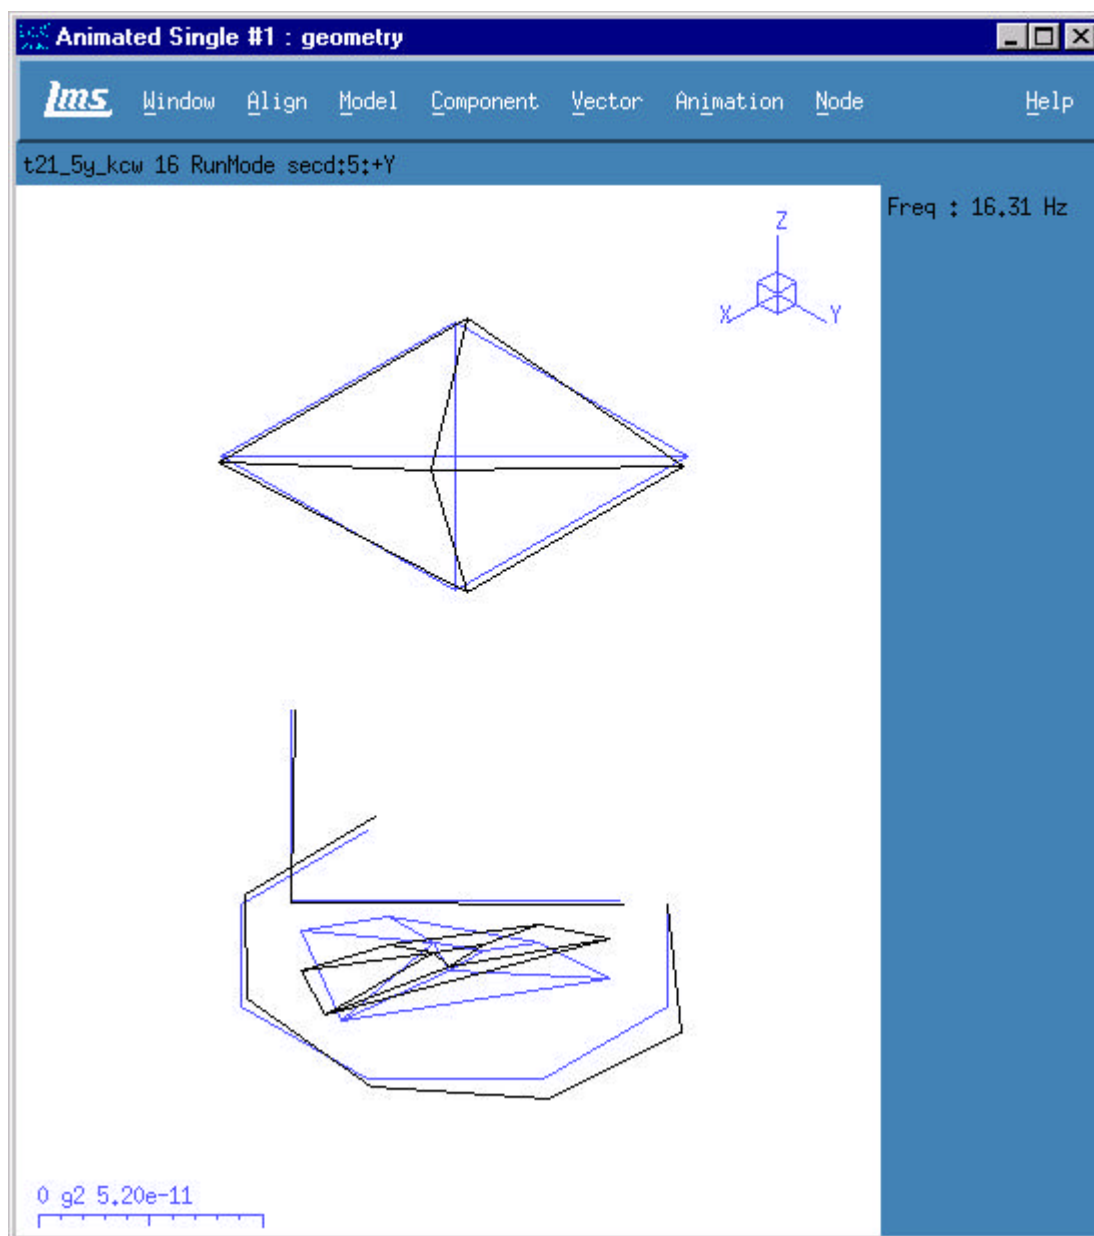 Animated Single #1 : geometry
lms Window Align Model Component Vector Animation Node Help
t21_5y_kcw 16 RunMode secd:5:+Y
Freq : 16.31 Hz
Z
X Y
0 g2 5.20e-11